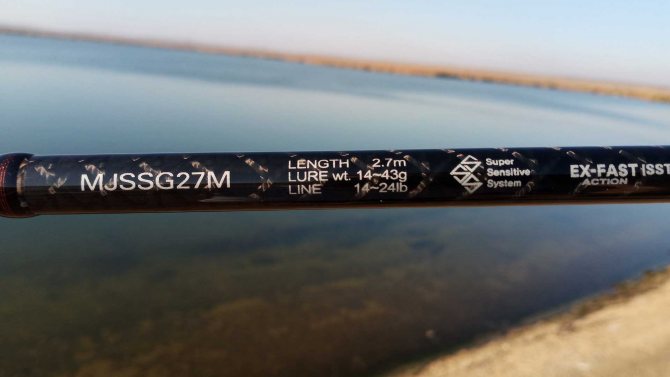 MJSSG27M
LENGTH 2.7m
LURE wt. 14~43g
LINE 14~24lb
Super
Sensitive
System
EX-FAST
ACTION